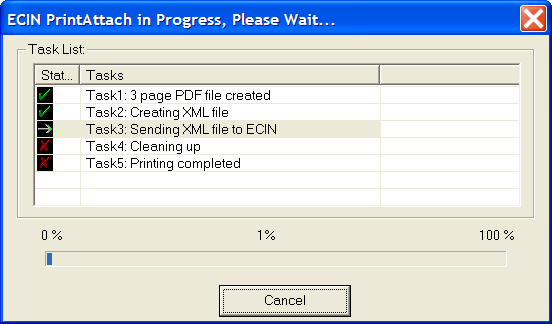 ECIN PrintAttach in Progress, Please Wait...
Task List:
Stat... Tasks
Task1: 3 page PDF file created
Task2: Creating XML file
Task3: Sending XML file to ECIN
Task4: Cleaning up
Task5: Printing completed
0 % 1% 100 %
Cancel